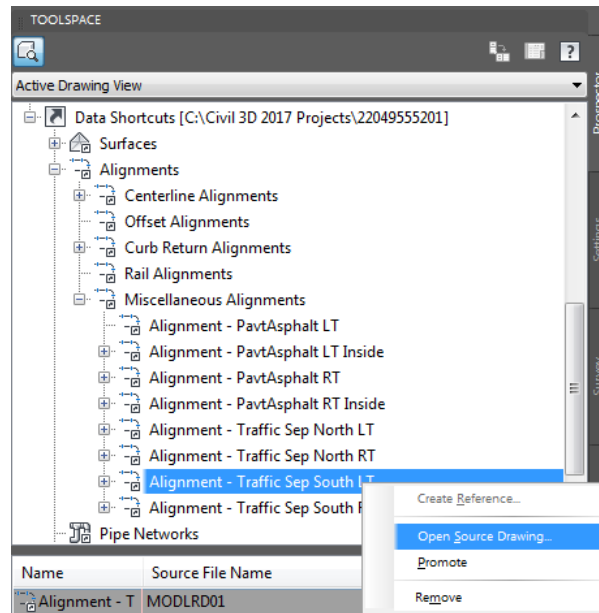 TOOLSPACE
?
Active Drawing View
Data Shortcuts [C:\Civil 3D 2017 Projects\22049555201]
Surfaces
Alignments
Centerline Alignments
Offset Alignments
Curb Return Alignments
Rail Alignments
Miscellaneous Alignments
Alignment - PavtAsphalt LT
Alignment - PavtAsphalt LT Inside
Alignment - PavtAsphalt RT
Alignment - PavtAsphalt RT Inside
Alignment - Traffic Sep North LT
Alignment - Traffic Sep North RT
Alignment - Traffic Sep South LT
Alignment - Traffic Sep South
Pipe Networks
Create Reference...
Open Source Drawing...
Promote
Remove
Name Source File Name
Alignment - T MODLRD01
Prospector
Settings
Survey